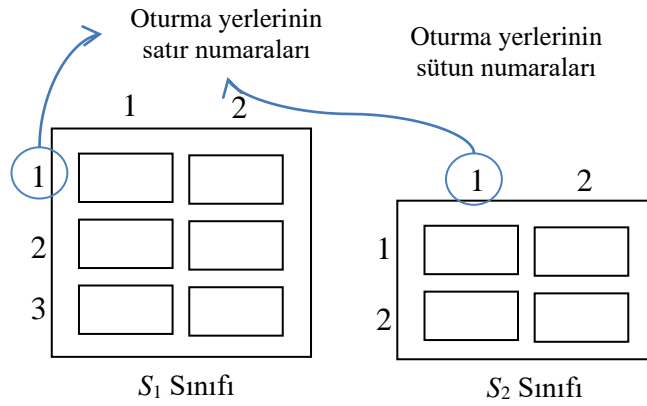 Oturma yerlerinin
satır numaraları
Oturma yerlerinin
sütun numaraları
1 2
1
2
3
S1 Sınıfı
1 2
1
2
S2 Sınıfı